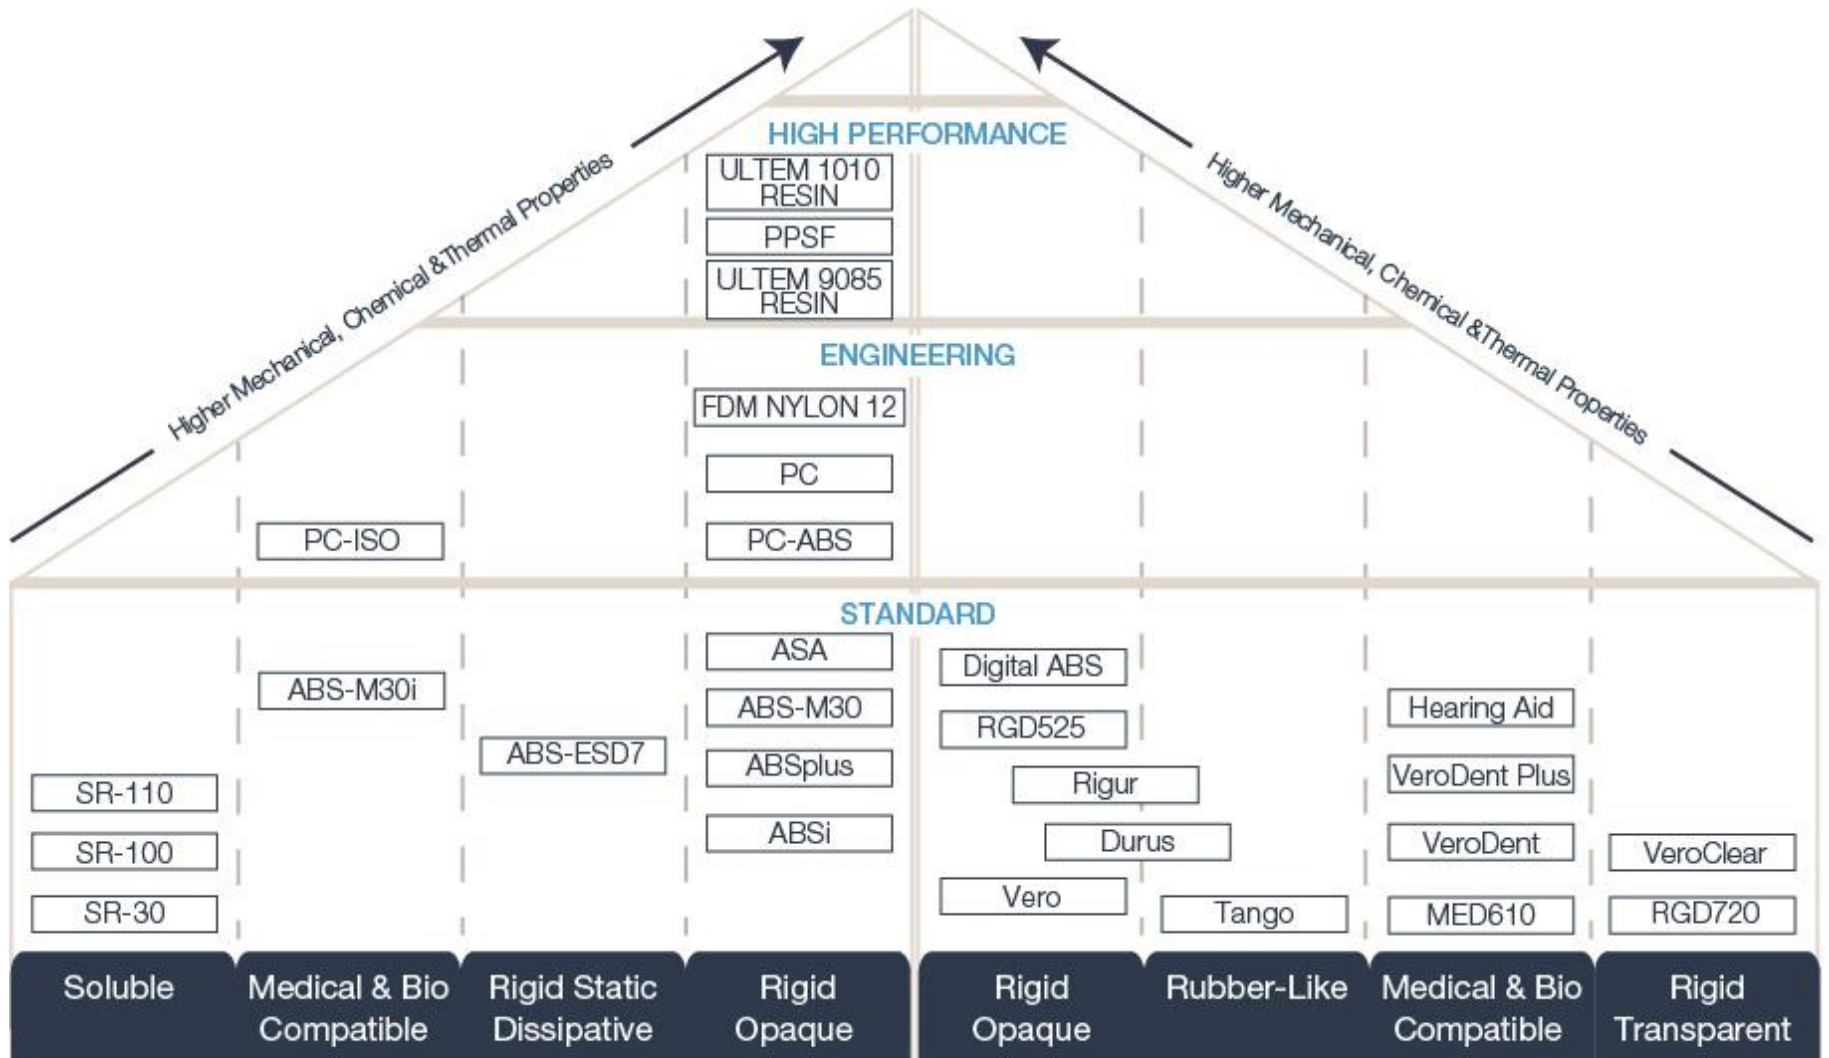 HIGH PERFORMANCE
Higher Mechanical, Chemical &Thermal Properties
Higher Mechanical, Chemical &Thermal Properties
ULTEM 1010
RESIN
PPSF
ULTEM 9085
RESIN
ENGINEERING
FDM NYLON 12
PC
PC-ISO
PC-ABS
STANDARD
ASA
Digital ABS
ABS-M30i
ABS-M30
Hearing Aid
RGD525
ABS-ESD7
ABSplus
VeroDent Plus
Rigur
SR-110
ABSi
Durus
VeroDent
SR-100
VeroClear
Vero
SR-30
Tango
MED610
RGD720
Soluble
Medical & Bio
Compatible
Rigid Static
Dissipative
Rigid
Opaque
Rigid
Opaque
Rubber-Like
Medical & Bio
Compatible
Rigid
Transparent